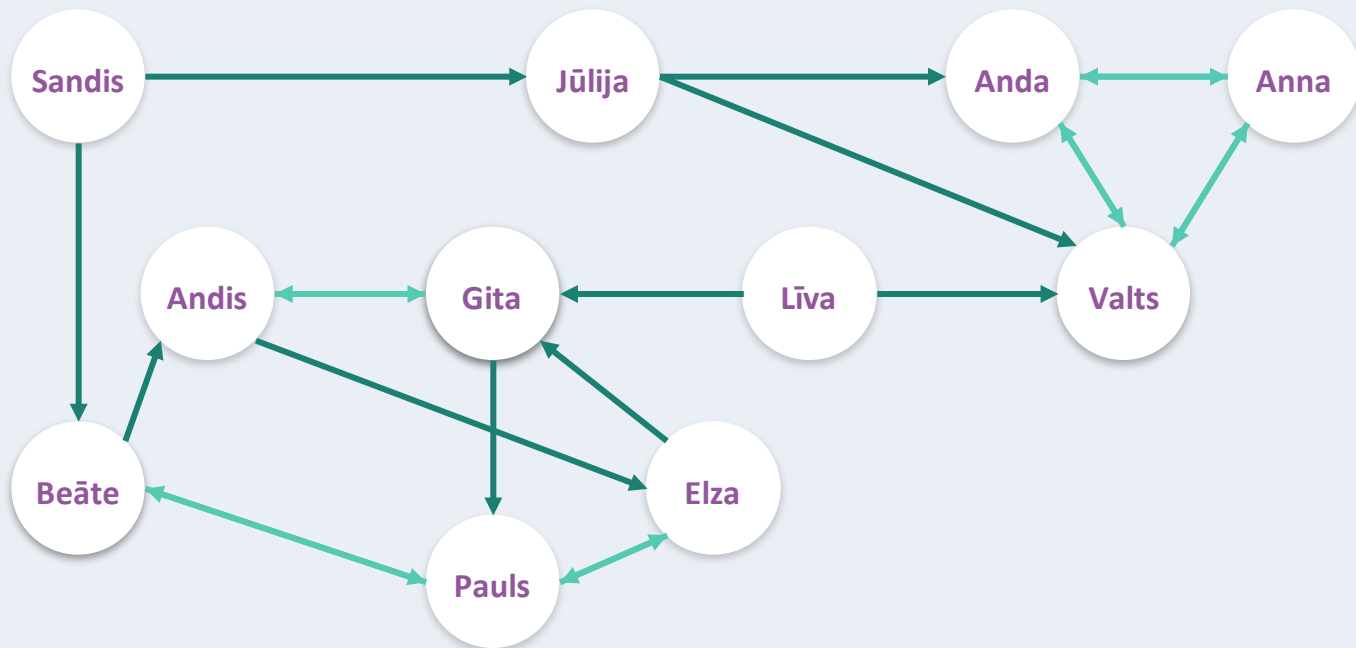 Sandis
Jūlija
Anda
Anna
Andis
Gita
Līva
Valts
Beāte
Elza
Pauls